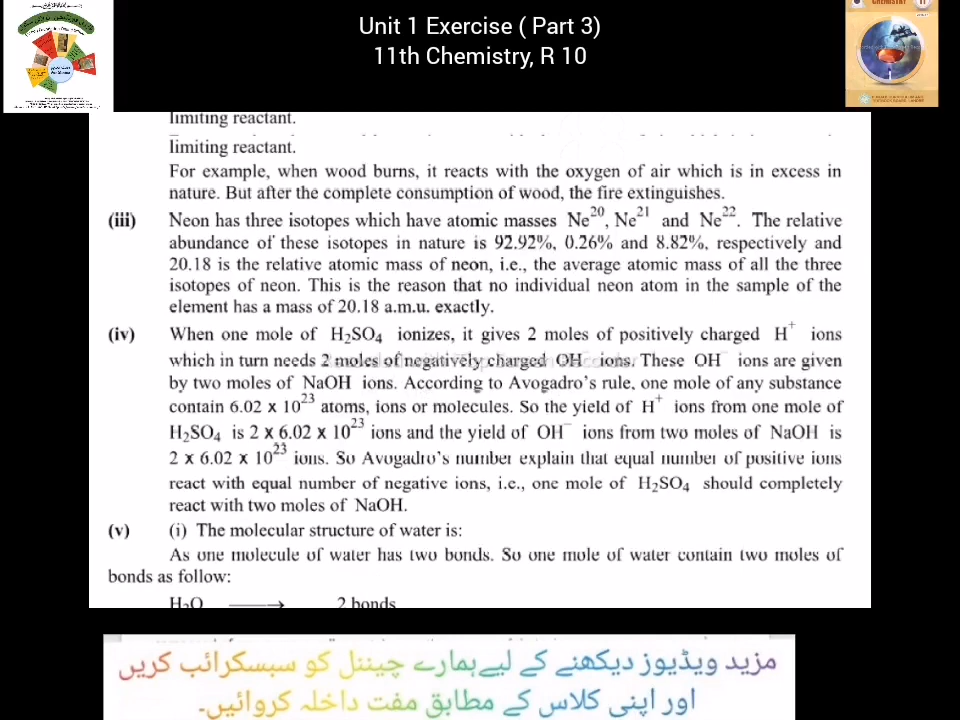 Unit 1 Exercise ( Part 3)
11th Chemistry, R 10
CHEMISTRY 11
limiting reactant.
limiting reactant.
For example, when wood burns, it reacts with the oxygen of air which is in excess in
nature. But after the complete consumption of wood, the fire extinguishes.
(iii) Neon has three isotopes which have atomic masses Ne²⁰, Ne²¹ and Ne²². The relative
abundance of these isotopes in nature is 92.92%, 0.26% and 8.82%, respectively and
20.18 is the relative atomic mass of neon, i.e., the average atomic mass of all the three
isotopes of neon. This is the reason that no individual neon atom in the sample of the
element has a mass of 20.18 a.m.u. exactly.
(iv) When one mole of H₂SO₄ ionizes, it gives 2 moles of positively charged H⁺ ions
which in turn needs 2 moles of negatively charged OH⁻ ions. These OH⁻ ions are given
by two moles of NaOH ions. According to Avogadro's rule, one mole of any substance
contain 6.02 x 10²³ atoms, ions or molecules. So the yield of H⁺ ions from one mole of
H₂SO₄ is 2 x 6.02 x 10²³ ions and the yield of OH⁻ ions from two moles of NaOH is
2 x 6.02 x 10²³ ions. So Avogadro's number explain that equal number of positive ions
react with equal number of negative ions, i.e., one mole of H₂SO₄ should completely
react with two moles of NaOH.
(v) (i) The molecular structure of water is:
As one molecule of water has two bonds. So one mole of water contain two moles of
bonds as follow:
H₂O ⟶ 2 bonds
مزید ویڈیوز دیکھنے کے لیے ہمارے چیننل کو سبسکرائب کریں
اور اپنی کلاس کے مطابق مفت داخلہ کروائیں۔